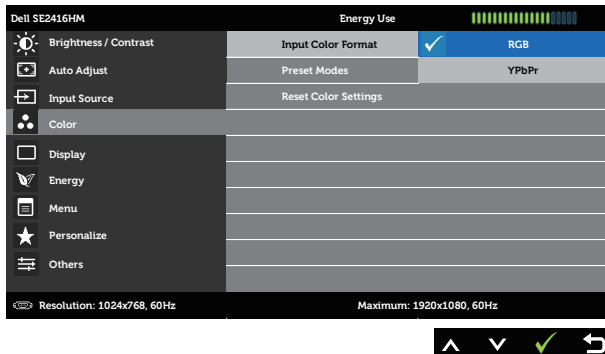 Dell SE2416HM Energy Use
Brightness / Contrast Input Color Format RGB
Auto Adjust Preset Modes YPbPr
Input Source Reset Color Settings
Color
Display
Energy
Menu
Personalize
Others
Resolution: 1024x768, 60Hz Maximum: 1920x1080, 60Hz